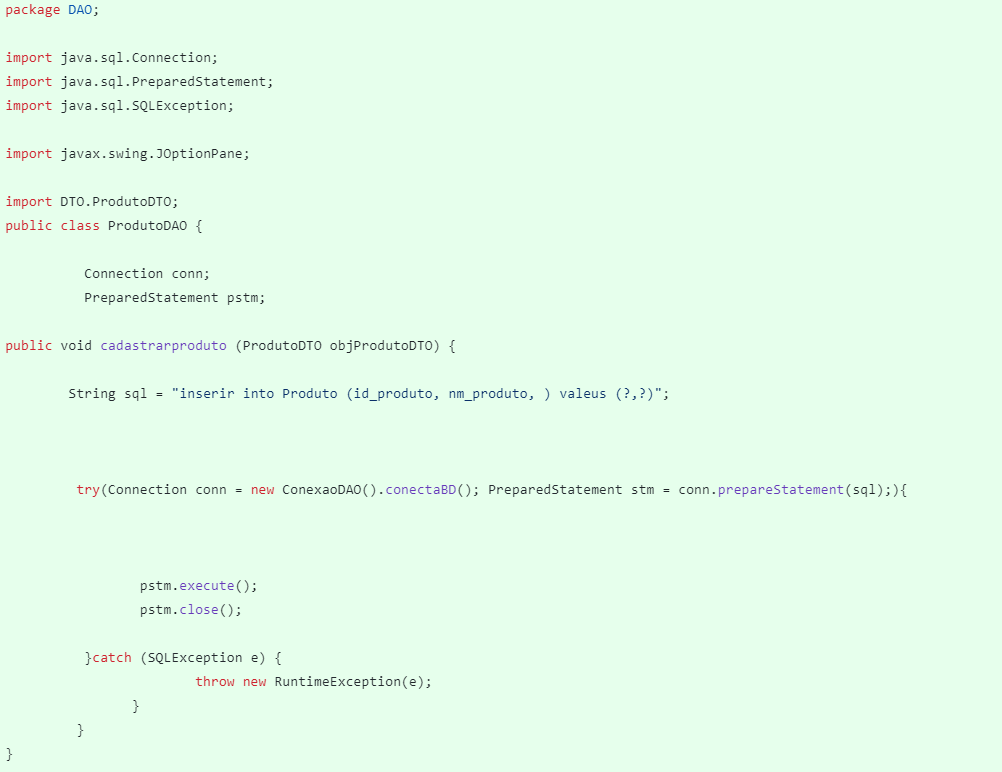 package DAO;
import java.sql.Connection;
import java.sql.PreparedStatement;
import java.sql.SQLException;
import javax.swing.JOptionPane;
import DTO.ProdutoDTO;
public class ProdutoDAO {
Connection conn;
PreparedStatement pstm;
public void cadastrarproduto (ProdutoDTO objProdutoDTO) {
String sql = "inserir into Produto (id_produto, nm_produto, ) valeus (?,?)";
try(Connection conn = new ConexaoDAO().conectaBD(); PreparedStatement stm = conn.prepareStatement(sql);){
pstm.execute();
pstm.close();
}catch (SQLException e) {
throw new RuntimeException(e);
}
}
}